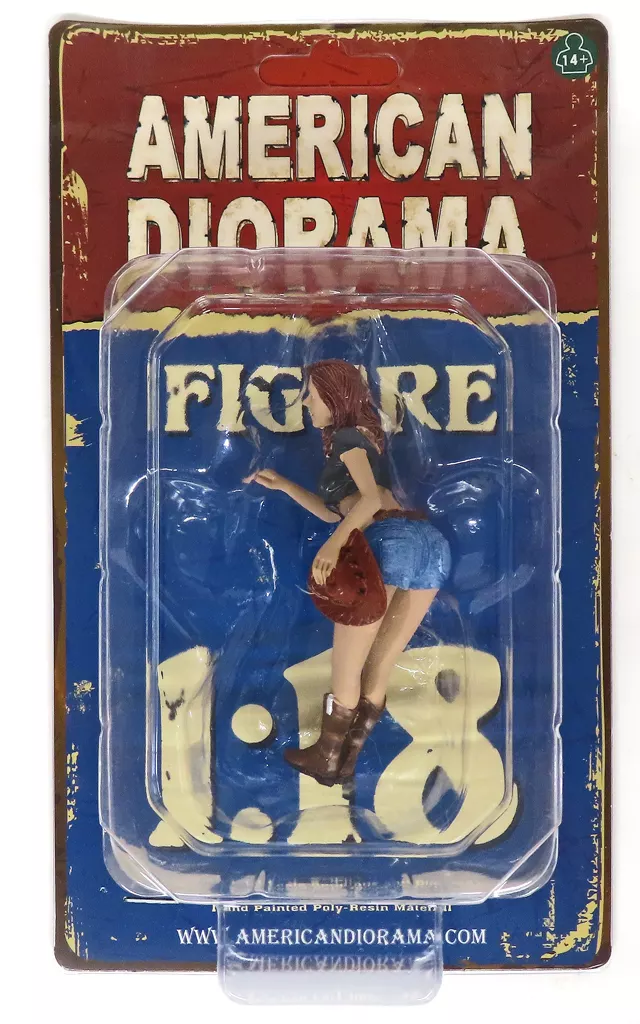 14+
AMERICAN
DIORAMA
FIGURE
1:18
Hand Painted Poly-Resin Material
WWW.AMERICANDIORAMA.COM